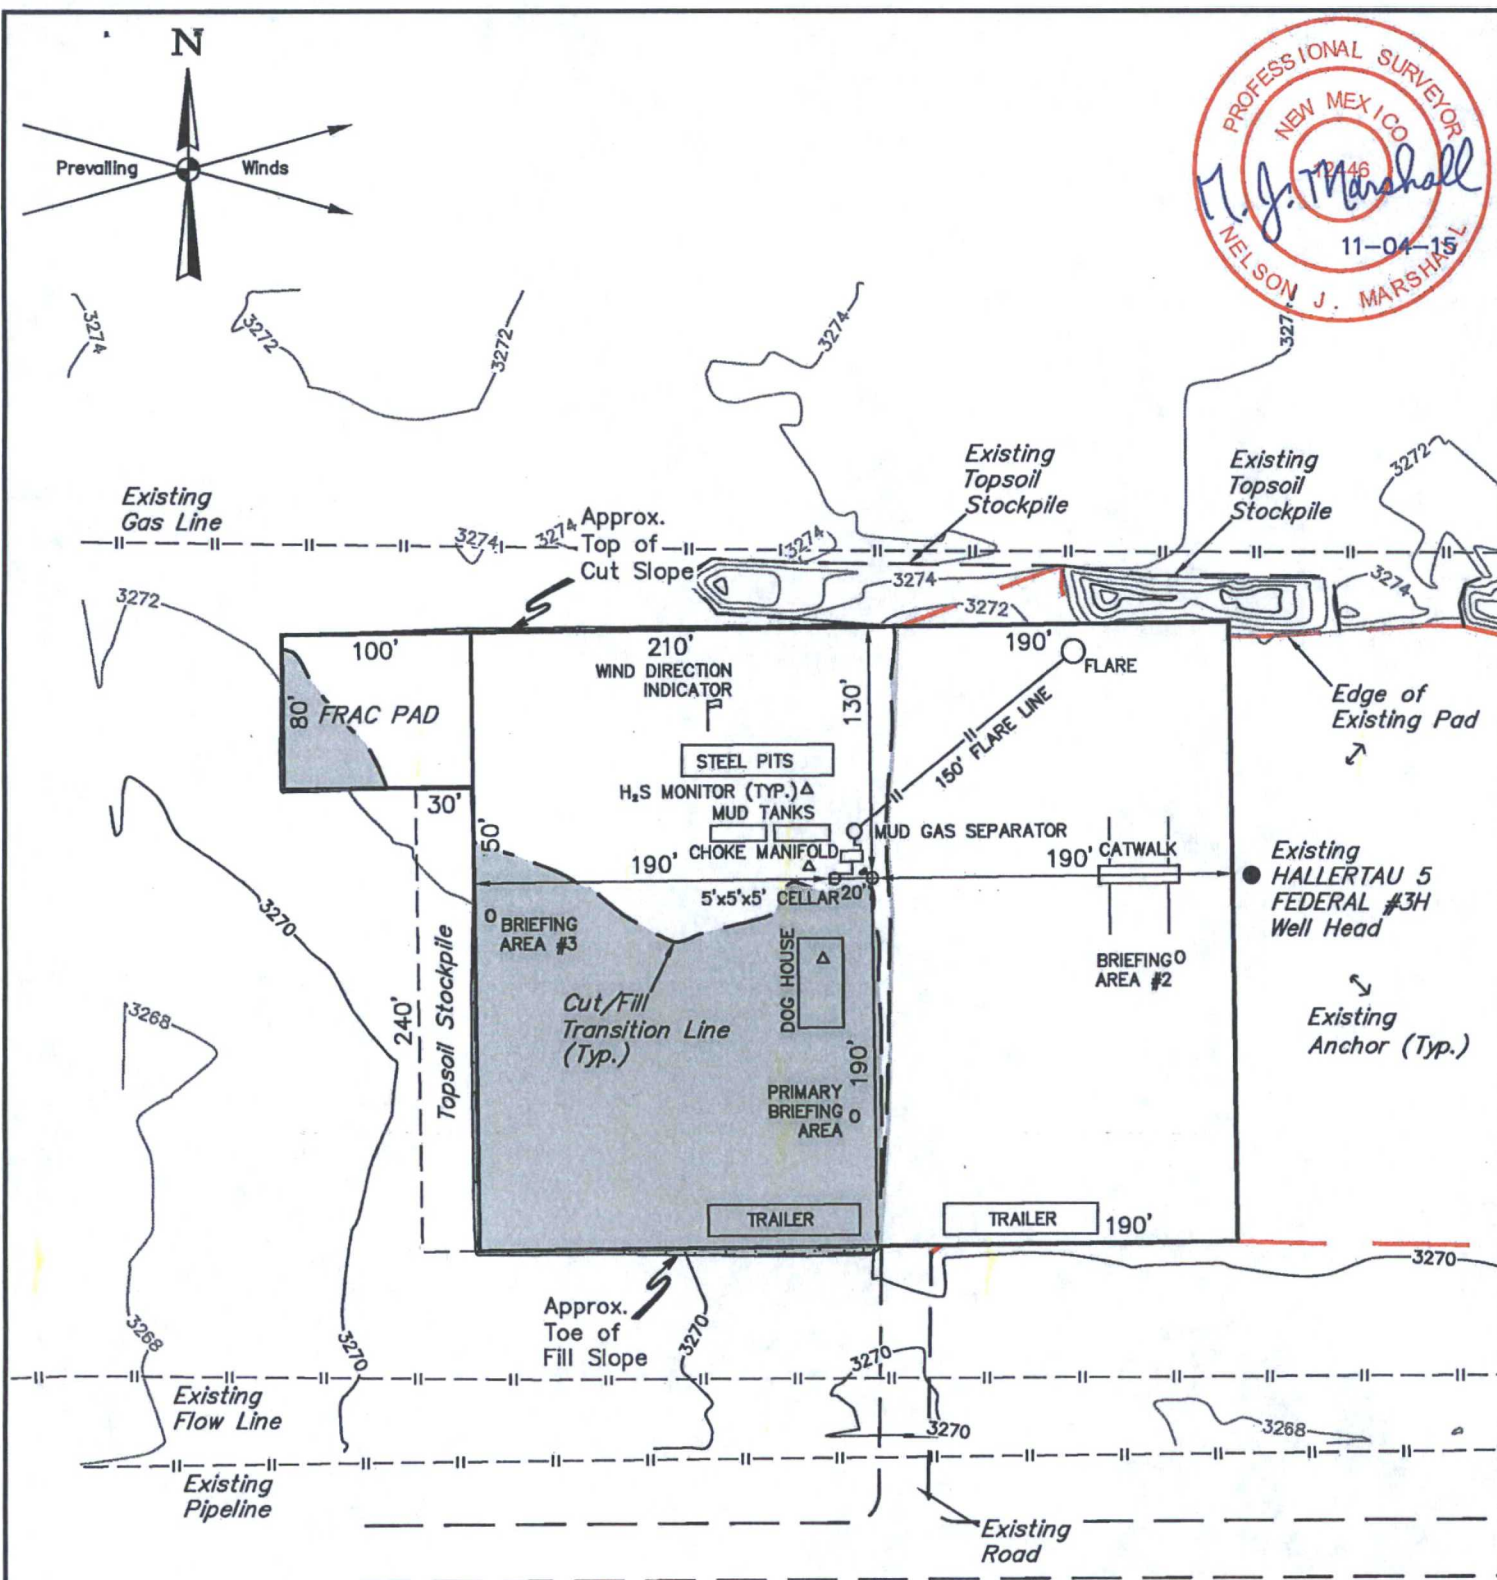 N
Prevailing Winds
PROFESSIONAL SURVEYOR
NEW MEXICO
12446
N. J. Marshall
11-04-15
NELSON J. MARSHALL
3274
3272
3272
3274
327
3272
Existing
Gas Line
Approx.
Top of
Cut Slope
Existing
Topsoil
Stockpile
Existing
Topsoil
Stockpile
3274
3274
3274
3274
3272
3274
3272
100'
210'
190'
80'
FRAC PAD
WIND DIRECTION
INDICATOR
130'
FLARE
150' FLARE LINE
Edge of
Existing Pad
STEEL PITS
H₂S MONITOR (TYP.)
MUD TANKS
MUD GAS SEPARATOR
30'
50'
190'
CHOKE MANIFOLD
190'
CATWALK
5'x5'x5' CELLAR
20'
Existing
HALLERTAU 5
FEDERAL #3H
Well Head
BRIEFING
AREA #3
BRIEFING
AREA #2
DOG HOUSE
3270
Topsoil Stockpile
240'
Cut/Fill
Transition Line
(Typ.)
Existing
Anchor (Typ.)
3268
190'
PRIMARY
BRIEFING
AREA
TRAILER
TRAILER
190'
3270
Approx.
Toe of
Fill Slope
3268
3270
3270
3270
Existing
Flow Line
3270
3268
Existing
Pipeline
Existing
Road